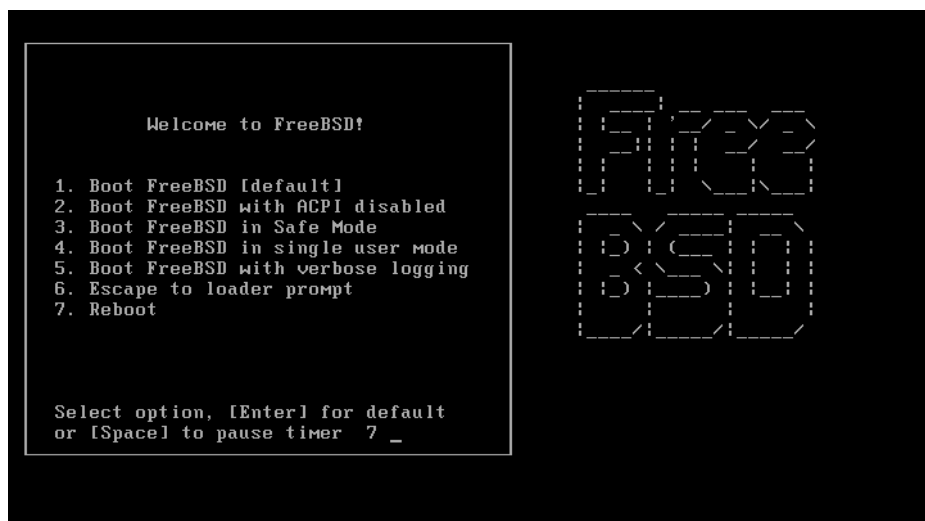 Welcome to FreeBSD!
1. Boot FreeBSD [default]
2. Boot FreeBSD with ACPI disabled
3. Boot FreeBSD in Safe Mode
4. Boot FreeBSD in single user mode
5. Boot FreeBSD with verbose logging
6. Escape to loader prompt
7. Reboot
Select option, [Enter] for default
or [Space] to pause timer  7 _
Free
BSD